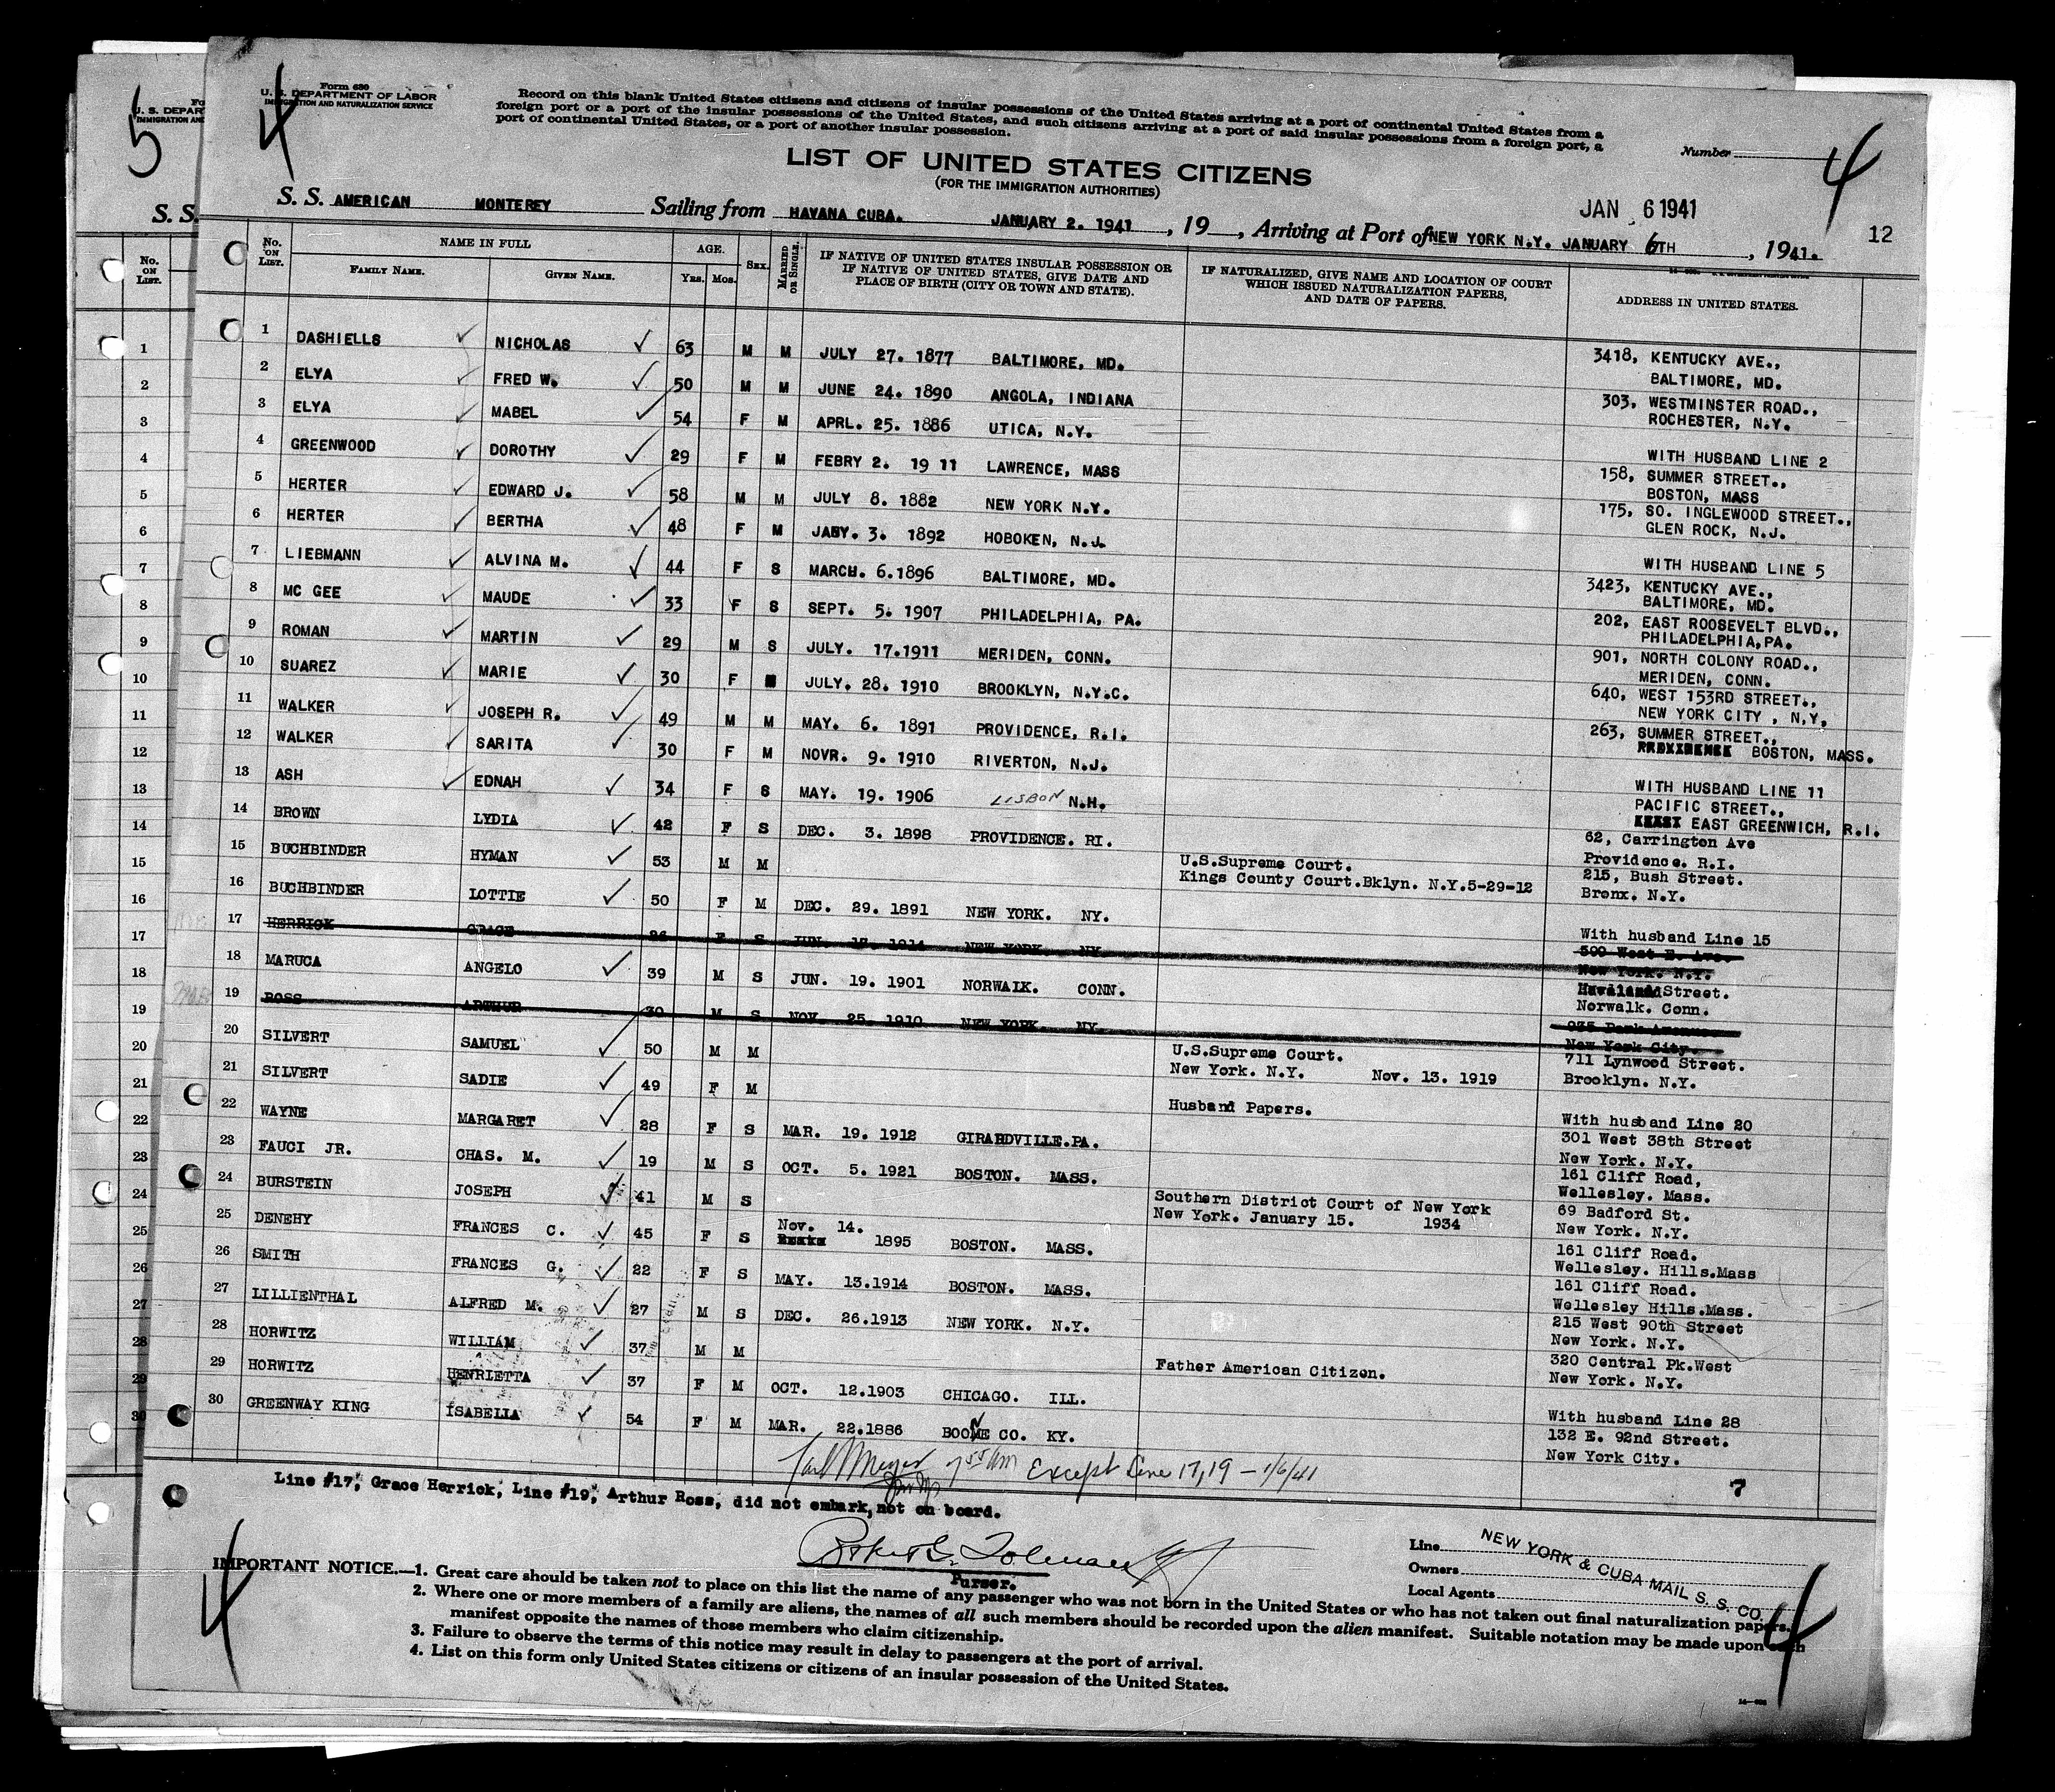 5
4
4
Form 630
U. S. DEPARTMENT OF LABOR
IMMIGRATION AND NATURALIZATION SERVICE
U. S. DEPAR
IMMIGRATION AN
Record on this blank United States citizens and citizens of insular possessions of the United States arriving at a port of continental United States from a
foreign port or a port of the insular possessions of the United States, and such citizens arriving at a port of said insular possessions from a foreign port, a
port of continental United States, or a port of another insular possession.
Number
LIST OF UNITED STATES CITIZENS
(FOR THE IMMIGRATION AUTHORITIES)
JAN 6 1941
S. S. S. S. AMERICAN MONTEREY Sailing from HAVANA CUBA. JANUARY 2. 1941, 19 , Arriving at Port of NEW YORK N.Y. JANUARY 6TH, 1941.
12
No. ON LIST. NAME IN FULL AGE. SEX. MARRIED OR SINGLE. IF NATIVE OF UNITED STATES INSULAR POSSESSION OR IF NATIVE OF UNITED STATES, GIVE DATE AND PLACE OF BIRTH (CITY OR TOWN AND STATE). IF NATURALIZED, GIVE NAME AND LOCATION OF COURT WHICH ISSUED NATURALIZATION PAPERS, AND DATE OF PAPERS. ADDRESS IN UNITED STATES.
FAMILY NAME. GIVEN NAME. YRS. MOS.
1 DASHIELLS NICHOLAS 63 M M JULY 27. 1877 BALTIMORE, MD. 3418, KENTUCKY AVE.,
BALTIMORE, MD.
2 ELYA FRED W. 50 M M JUNE 24. 1890 ANGOLA, INDIANA 303, WESTMINSTER ROAD.,
ROCHESTER, N.Y.
3 ELYA MABEL 54 F M APRL. 25. 1886 UTICA, N.Y. WITH HUSBAND LINE 2
4 GREENWOOD DOROTHY 29 F M FEBRY 2. 19 11 LAWRENCE, MASS 158, SUMMER STREET.,
BOSTON, MASS
5 HERTER EDWARD J. 58 M M JULY 8. 1882 NEW YORK N.Y. 175, SO. INGLEWOOD STREET.,
GLEN ROCK, N.J.
6 HERTER BERTHA 48 F M JABY. 3. 1892 HOBOKEN, N.J. WITH HUSBAND LINE 5
7 LIEBMANN ALVINA M. 44 F S MARCH. 6.1896 BALTIMORE, MD. 3423, KENTUCKY AVE.,
BALTIMORE, MD.
8 MC GEE MAUDE 33 F S SEPT. 5. 1907 PHILADELPHIA, PA. 202, EAST ROOSEVELT BLVD.,
PHILADELPHIA,PA.
9 ROMAN MARTIN 29 M S JULY. 17.1911 MERIDEN, CONN. 901, NORTH COLONY ROAD.,
MERIDEN, CONN.
10 SUAREZ MARIE 30 F JULY. 28. 1910 BROOKLYN, N.Y.C. 640, WEST 153RD STREET.,
NEW YORK CITY , N,Y,
11 WALKER JOSEPH R. 49 M M MAY. 6. 1891 PROVIDENCE, R.I. 263, SUMMER STREET.,
BOSTON, MASS.
12 WALKER SARITA 30 F M NOVR. 9. 1910 RIVERTON, N.J. WITH HUSBAND LINE 11
13 ASH EDNAH 34 F S MAY. 19. 1906 LISBON N.H. PACIFIC STREET.,
EAST GREENWICH, R.I.
14 BROWN LYDIA 42 F S DEC. 3. 1898 PROVIDENCE. RI. 62, Carrington Ave
Providence. R.I.
15 BUCHBINDER HYMAN 53 M M U.S.Supreme Court. 215, Bush Street.
Kings County Court.Bklyn. N.Y.5-29-12 Bronx. N.Y.
16 BUCHBINDER LOTTIE 50 F M DEC. 29. 1891 NEW YORK. NY. With husband Line 15
17 HERRICK GRACE 26 F S JUN. 17. 1914 NEW YORK. NY. 599 West E. Ave.
New York. N.Y.
18 MARUCA ANGELO 39 M S JUN. 19. 1901 NORWALK. CONN. Street.
Norwalk. Conn.
19 ROSS ARTHUR 30 M S NOV. 25. 1910 NEW YORK. NY. 935 Park Avenue.
New York City.
20 SILVERT SAMUEL 50 M M U.S.Supreme Court. 711 Lynwood Street.
New York. N.Y. Nov. 13. 1919 Brooklyn. N.Y.
21 SILVERT SADIE 49 F M Husband Papers. With husband Line 20
22 WAYNE MARGARET 28 F S MAR. 19. 1912 GIRARDVILLE.PA. 301 West 38th Street
New York. N.Y.
23 FAUCI JR. CHAS. M. 19 M S OCT. 5. 1921 BOSTON. MASS. 161 Cliff Road,
Wellesley. Mass.
24 BURSTEIN JOSEPH 41 M S Southern District Court of New York 69 Badford St.
New York. January 15. 1934 New York. N.Y.
25 DENEHY FRANCES C. 45 F S Nov. 14. 1895 BOSTON. MASS. 161 Cliff Road.
Wellesley. Hills.Mass
26 SMITH FRANCES G. 22 F S MAY. 13.1914 BOSTON. MASS. 161 Cliff Road.
Wellesley Hills.Mass.
27 LILLIENTHAL ALFRED M. 27 M S DEC. 26.1913 NEW YORK. N.Y. 215 West 90th Street
New York. N.Y.
28 HORWITZ WILLIAM 37 M M Father American Citizen. 320 Central Pk.West
New York. N.Y.
29 HORWITZ HENRIETTA 37 F M OCT. 12.1903 CHICAGO. ILL. With husband Line 28
30 GREENWAY KING ISABELIA 54 F M MAR. 22.1886 BOONE CO. KY. 132 E. 92nd Street.
New York City.
Except Line 17,19 - 1/6/41
7
Line #17, Grace Herrick, Line #19, Arthur Ross, did not embark, not on board.
Purser.
Line
Owners
Local Agents
NEW YORK & CUBA MAIL S. S. CO.
IMPORTANT NOTICE.—1. Great care should be taken not to place on this list the name of any passenger who was not born in the United States or who has not taken out final naturalization papers.
2. Where one or more members of a family are aliens, the names of all such members should be recorded upon the alien manifest. Suitable notation may be made upon such
manifest opposite the names of those members who claim citizenship.
3. Failure to observe the terms of this notice may result in delay to passengers at the port of arrival.
4. List on this form only United States citizens or citizens of an insular possession of the United States.
4
4